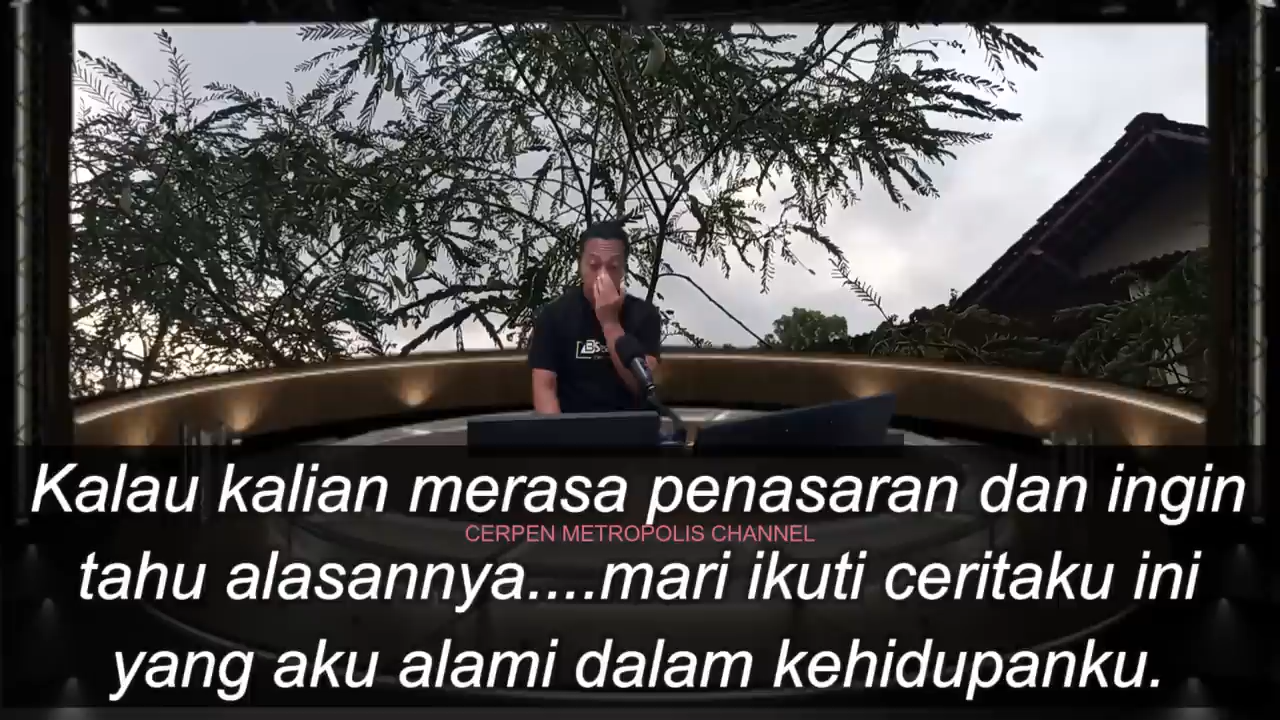 Kalau kalian merasa penasaran dan ingin
CERPEN METROPOLIS CHANNEL
tahu alasannya....mari ikuti ceritaku ini
yang aku alami dalam kehidupanku.